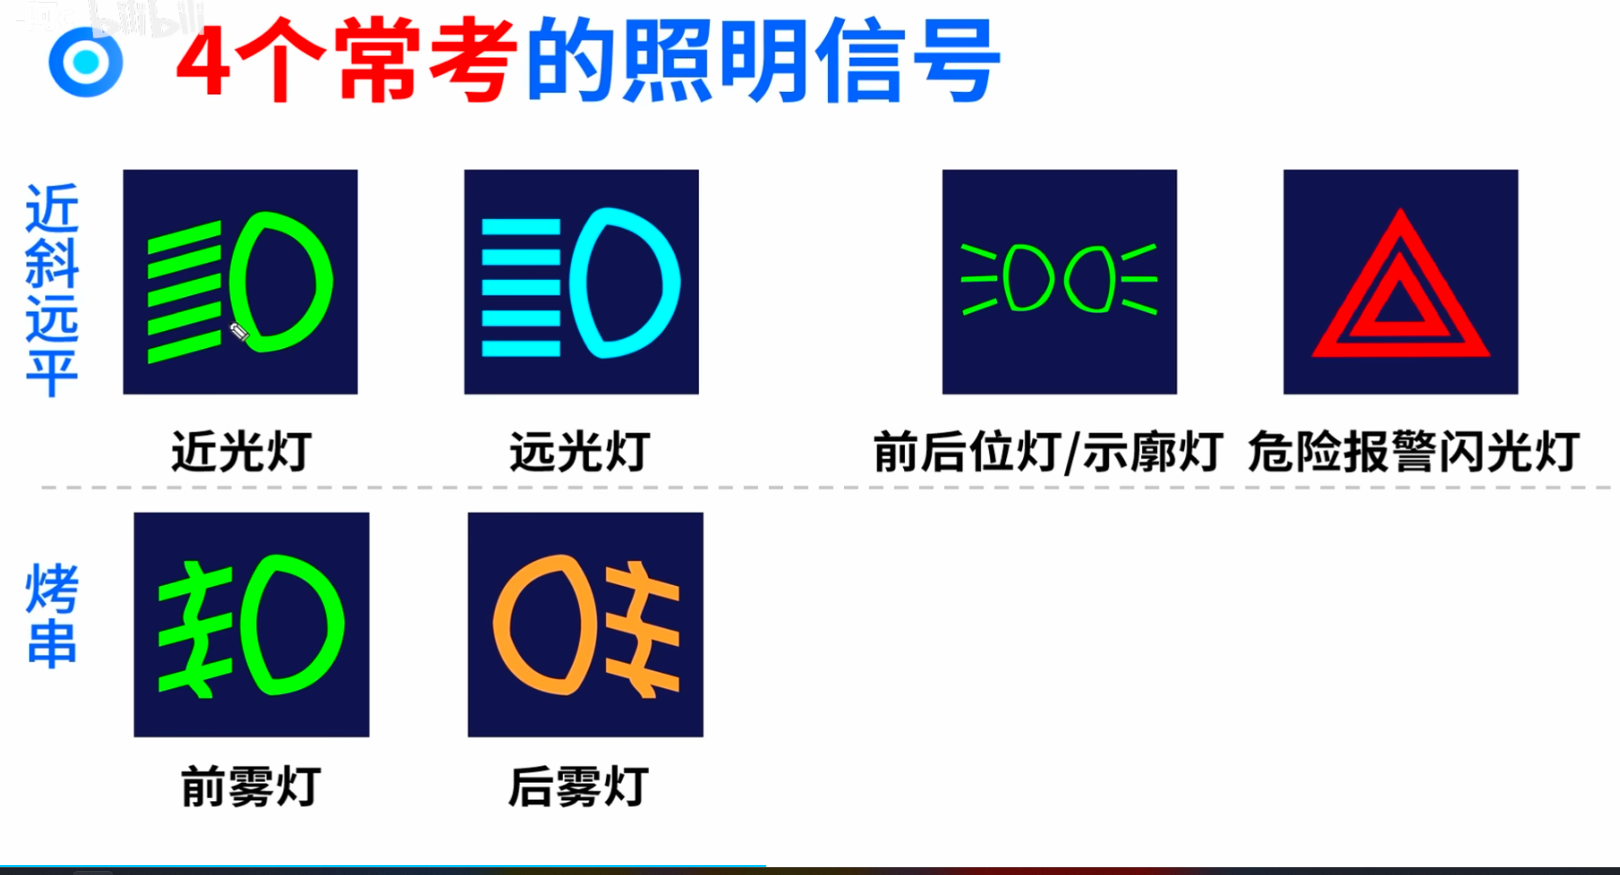 bilibili
4个常考的照明信号
近斜远平
近光灯
远光灯
前后位灯/示廓灯
危险报警闪光灯
烤串
前雾灯
后雾灯